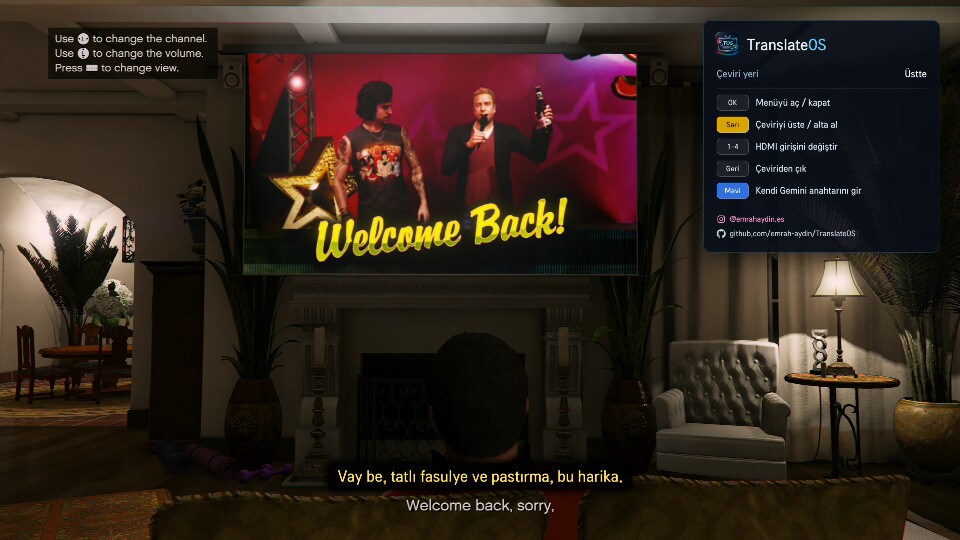 Use to change the channel.
Use to change the volume.
Press to change view.
TranslateOS
Çeviri yeri Üstte
OK Menüyü aç / kapat
Sarı Çeviriyi üste / alta al
1-4 HDMI girişini değiştir
Geri Çeviriden çık
Mavi Kendi Gemini anahtarını gir
@emrahaydin.es
github.com/emrah-aydin/TranslateOS
Welcome Back!
Vay be, tatlı fasulye ve pastırma, bu harika.
Welcome back, sorry,